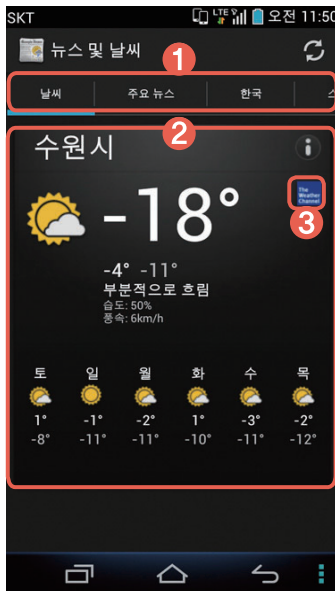 SKT LTE 오전 11:50
뉴스 및 날씨
1
날씨 주요 뉴스 한국 스
2
수원시
-18°
The
Weather
Channel
3
-4° -11°
부분적으로 흐림
습도: 50%
풍속: 6km/h
토 일 월 화 수 목
1° -1° -2° 1° -3° -2°
-8° -11° -11° -10° -11° -12°